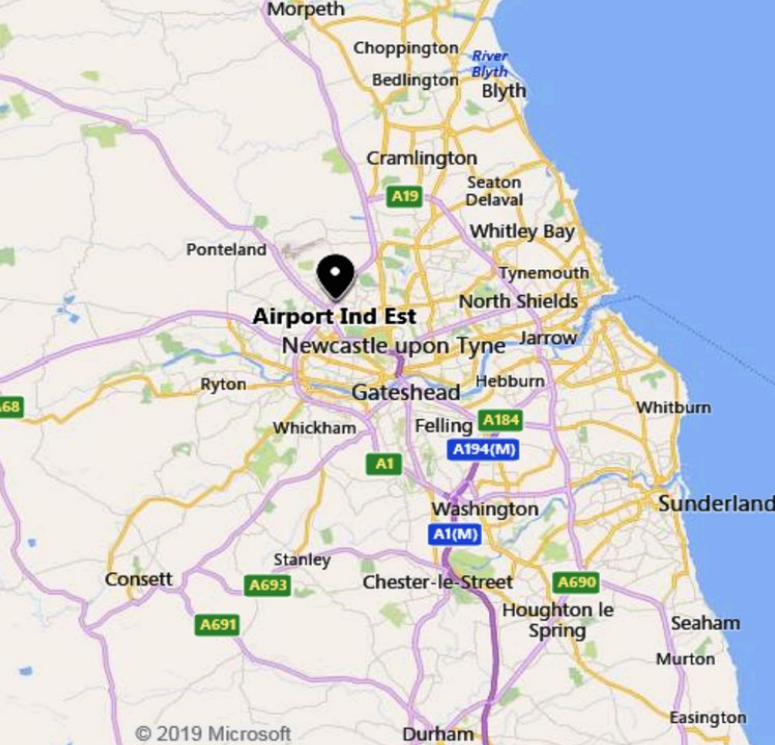 Morpeth
Choppington
River
Blyth
Bedlington
Blyth
Cramlington
Seaton
Delaval
A19
Whitley Bay
Ponteland
Tynemouth
North Shields
Airport Ind Est
Newcastle upon Tyne
Jarrow
Ryton
Gateshead
Hebburn
68
Whitburn
Whickham
Felling
A184
A194(M)
A1
Sunderland
Washington
A1(M)
Stanley
Consett
A693
Chester-le-Street
A690
Houghton le
Spring
A691
Seaham
Murton
Easington
© 2019 Microsoft
Durham